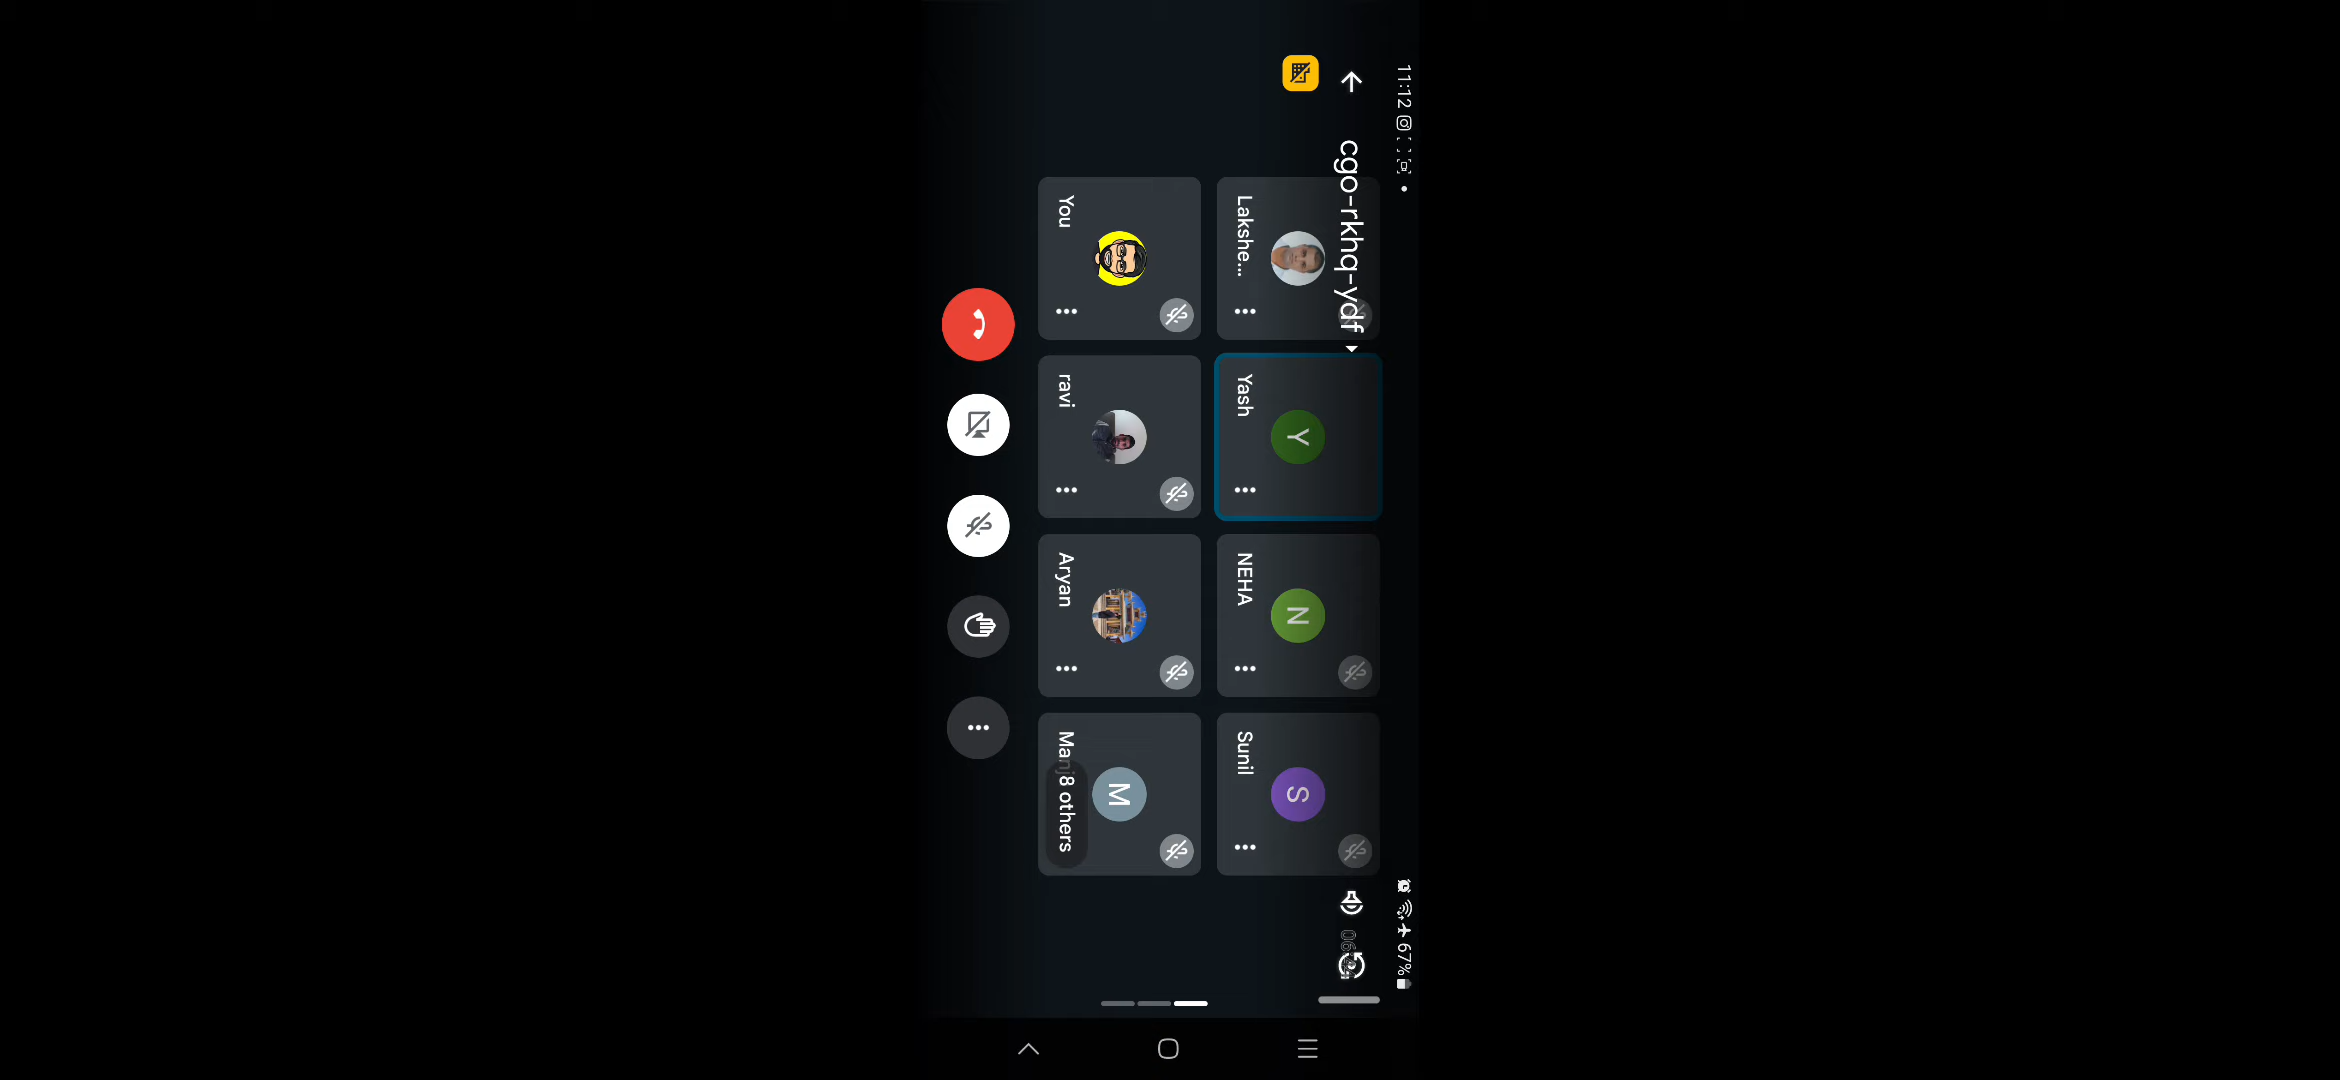 11:12
67%
cgo-rkhq-ydf
Lakshe...
Y
Yash
N
NEHA
S
Sunil
You
ravi
Aryan
M
8 others